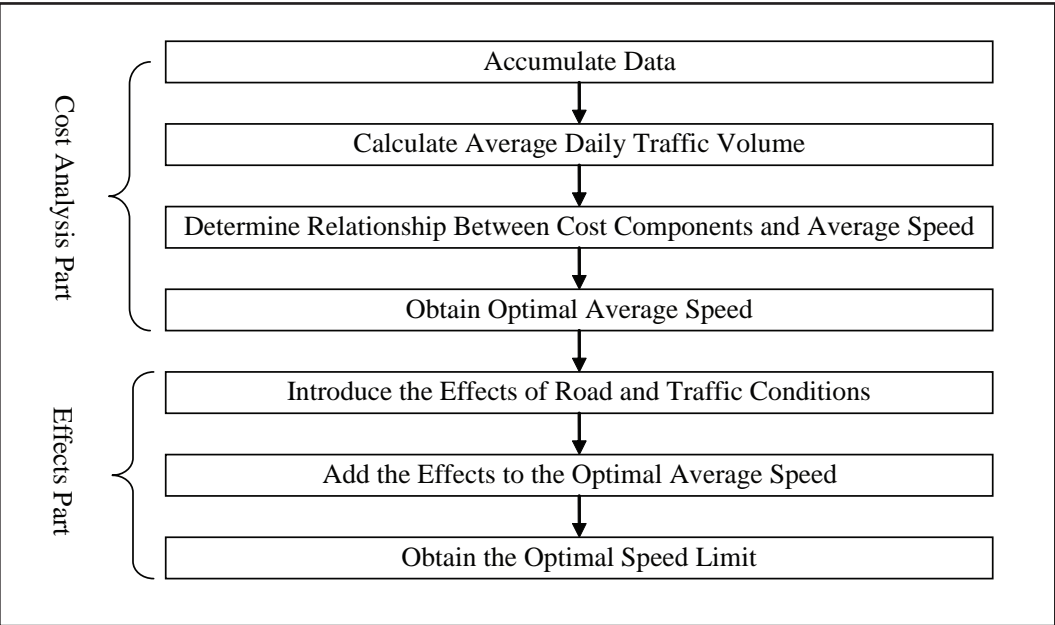 Cost Analysis Part
Accumulate Data
Calculate Average Daily Traffic Volume
Determine Relationship Between Cost Components and Average Speed
Obtain Optimal Average Speed
Effects Part
Introduce the Effects of Road and Traffic Conditions
Add the Effects to the Optimal Average Speed
Obtain the Optimal Speed Limit